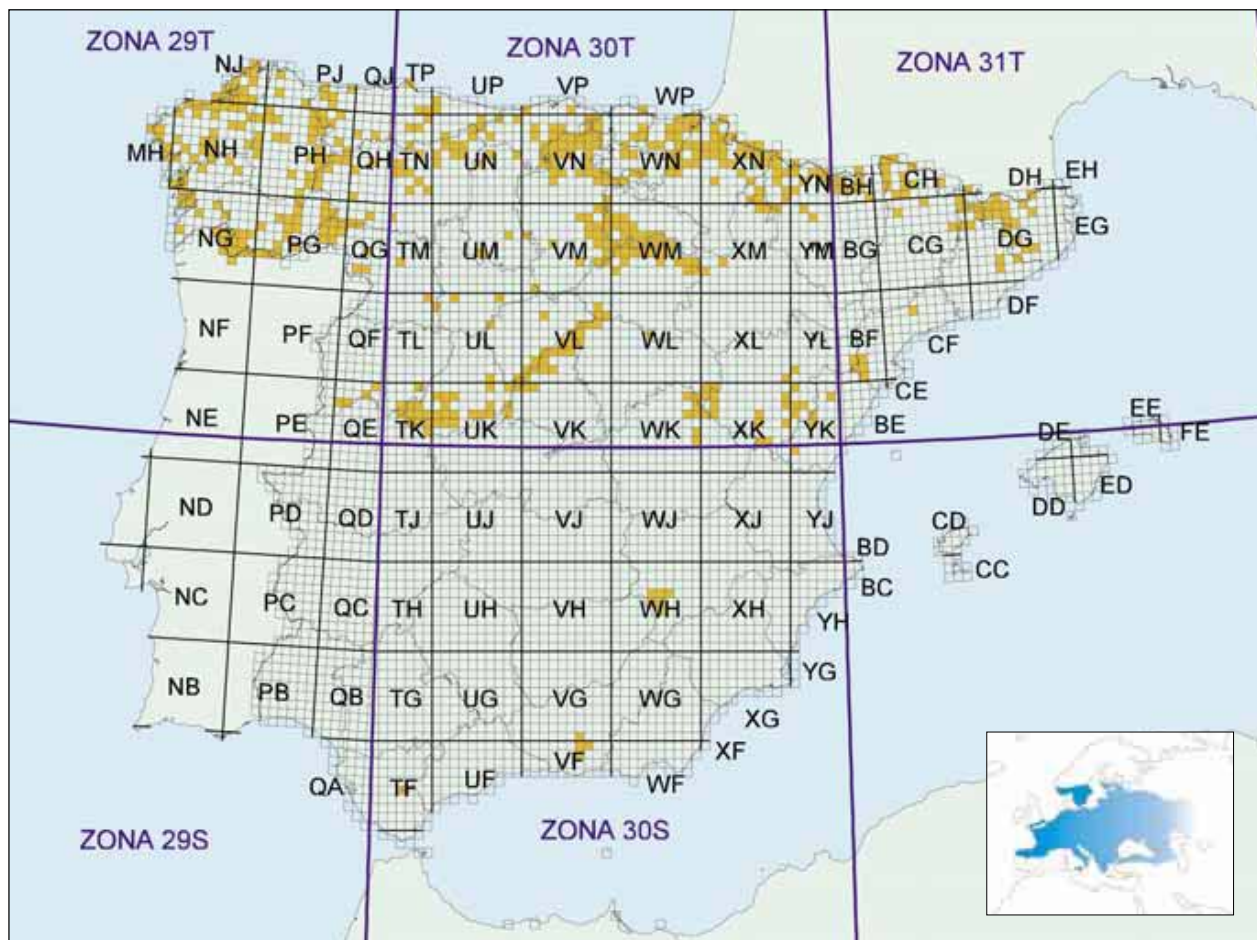 ZONA 29T
ZONA 30T
ZONA 31T
NJ PJ QJ TP UP VP WP
MH NH PH QH TN UN VN WN XN YN BH CH DH EH
NG PG QG TM UM VM WM XM YM BG CG DG EG
NF PF QF TL UL VL WL XL YL BF CF DF
NE PE QE TK UK VK WK XK YK BE CE DE EE FE
ND PD QD TJ UJ VJ WJ XJ YJ BD CD DD ED
NC PC QC TH UH VH WH XH YH BC CC
NB PB QB TG UG VG WG XG YG
QA TF UF VF WF XF
ZONA 29S
ZONA 30S